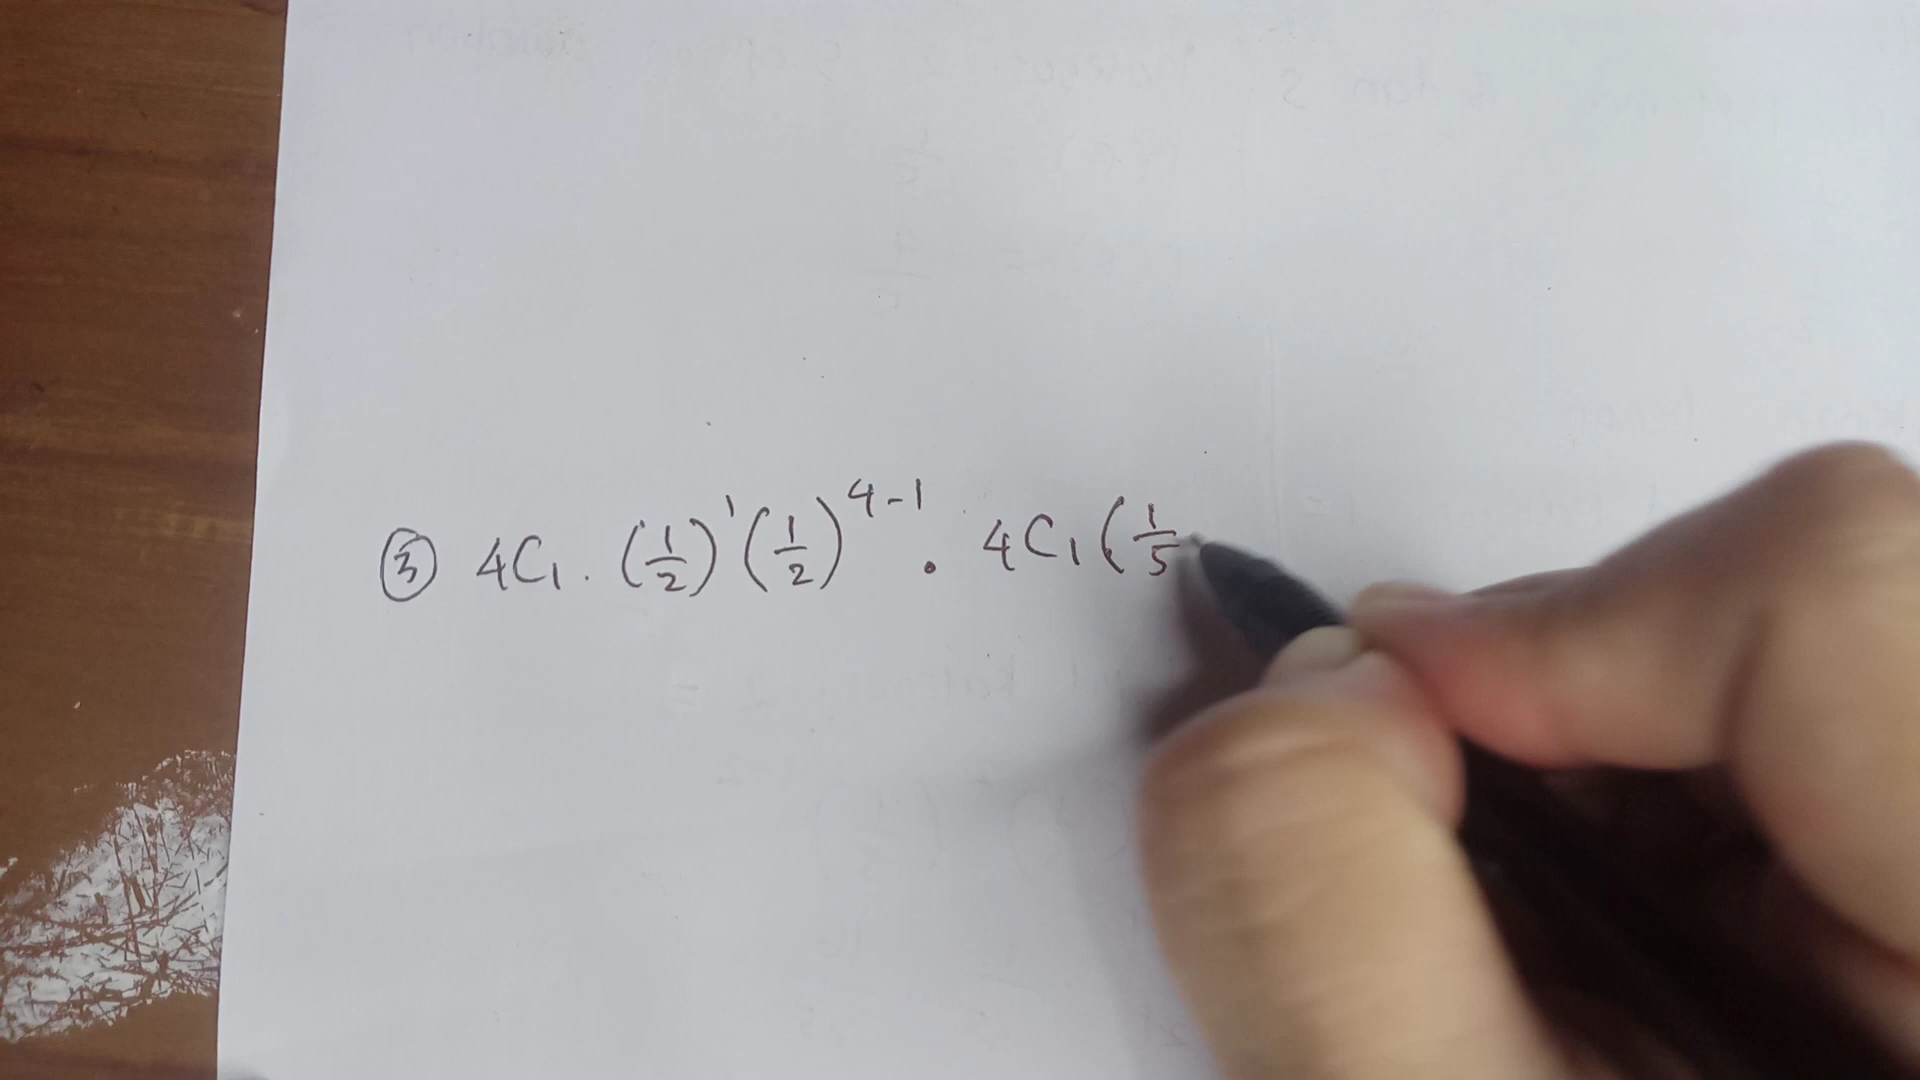 ③ 4C₁ . (1/2)¹ (1/2)⁴⁻¹ . 4C₁ (1/5